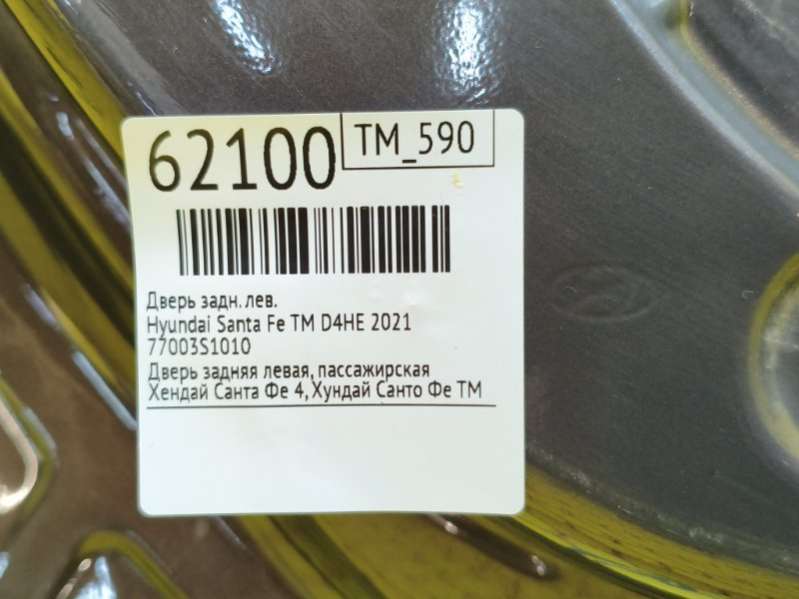 62100
TM_590
Дверь задн. лев.
Hyundai Santa Fe TM D4HE 2021
77003S1010
Дверь задняя левая, пассажирская
Хендай Санта Фе 4, Хундай Санто Фе ТМ